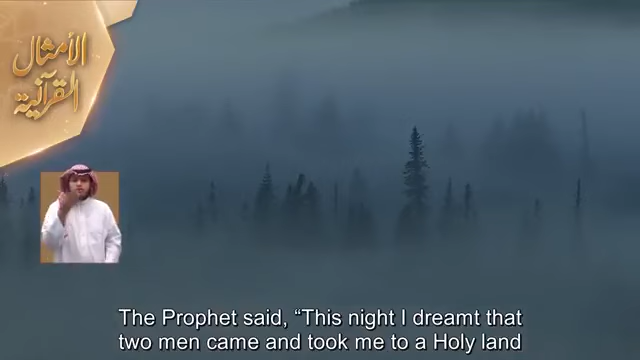 الأمثال
القرآنية
The Prophet said, “This night I dreamt that
two men came and took me to a Holy land